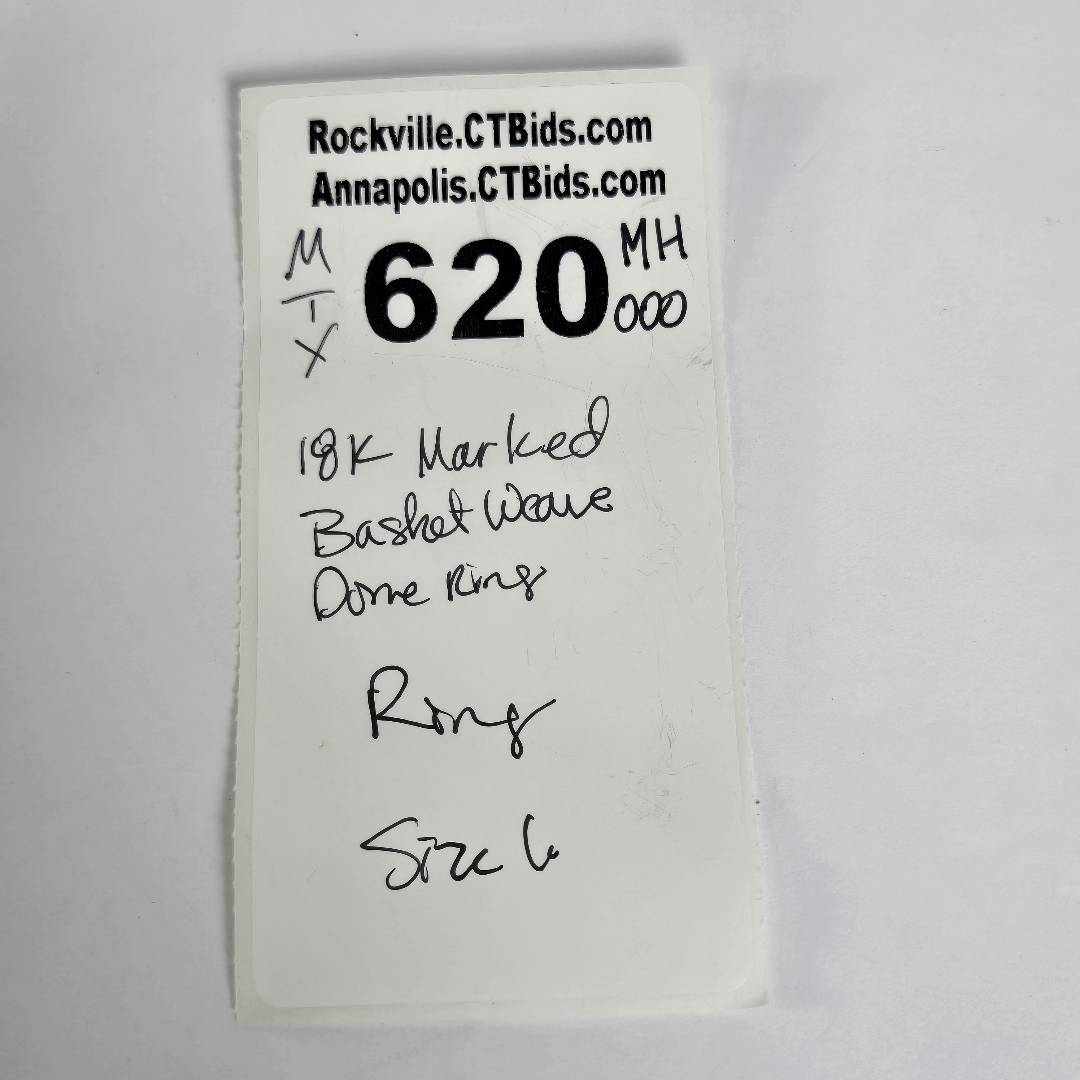 Rockville.CTBids.com
Annapolis.CTBids.com
M
T
X
620
MH
000
18K Marked
Basket Weave
Dome Ring
Ring
Size 6